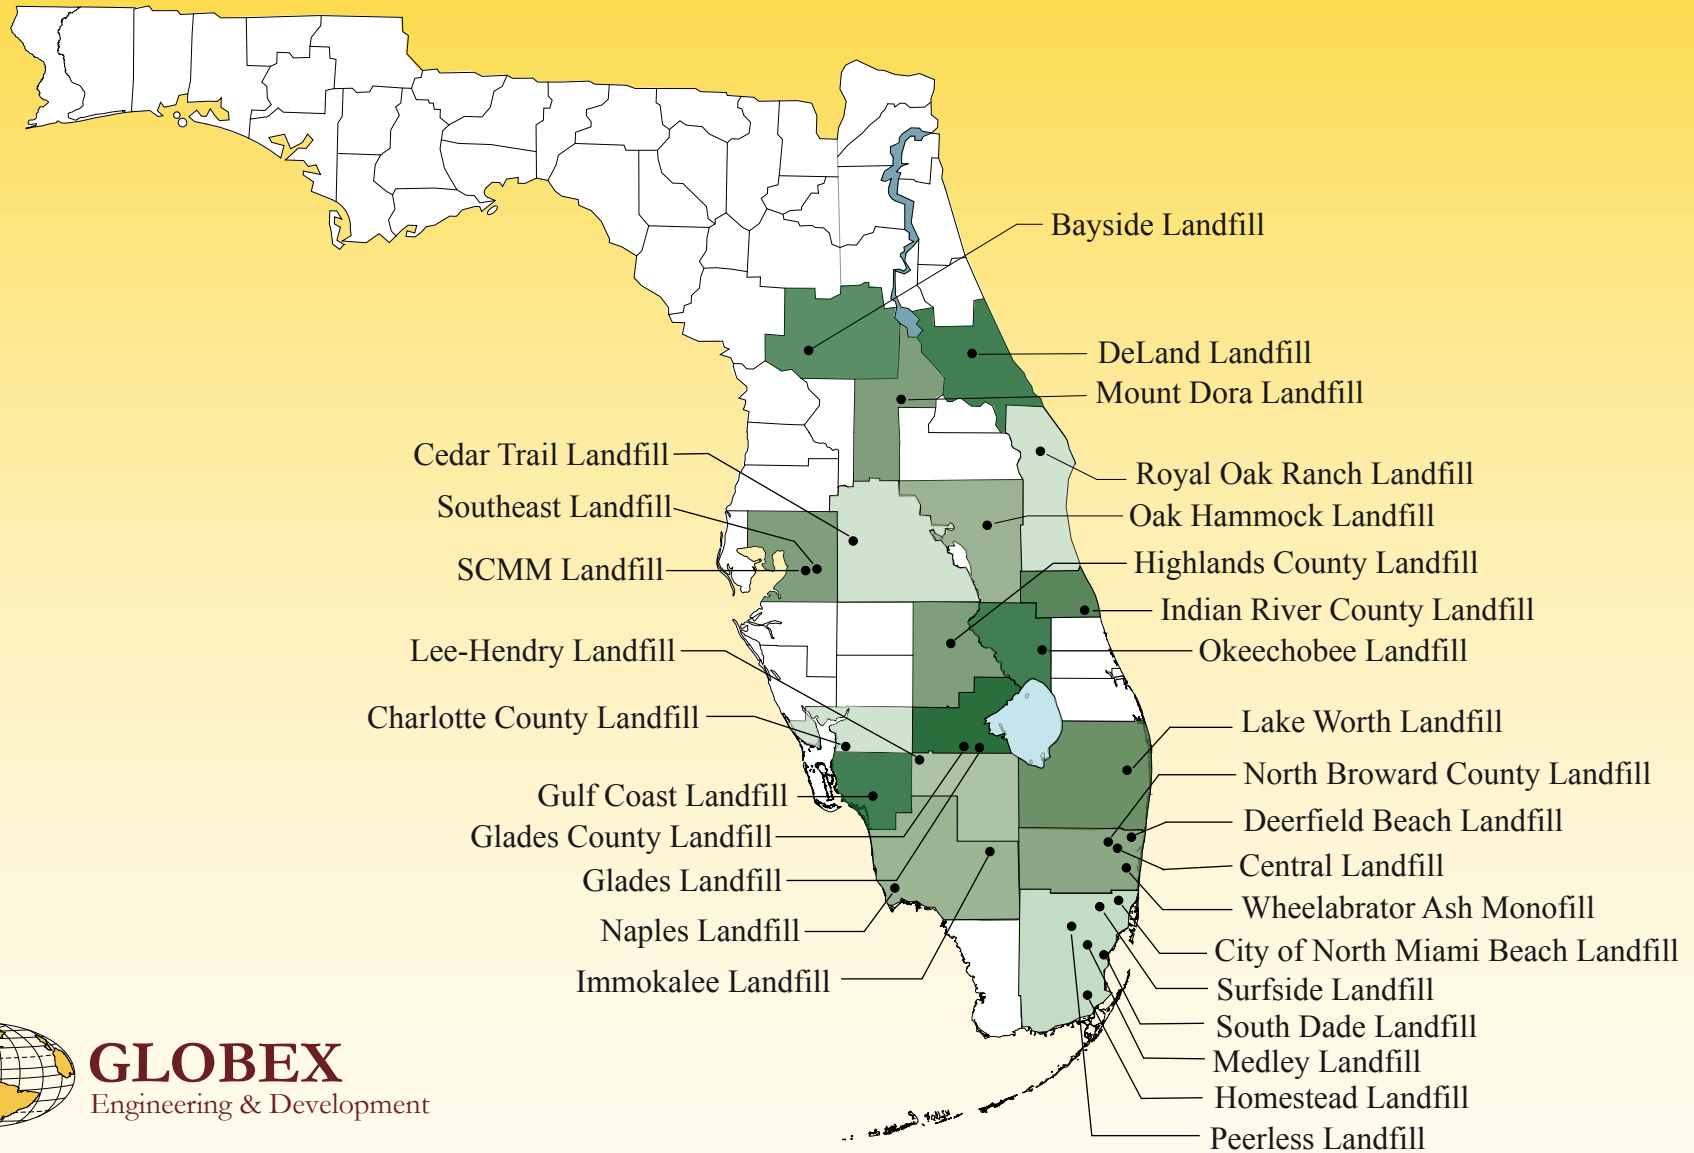 Bayside Landfill
DeLand Landfill
Mount Dora Landfill
Cedar Trail Landfill
Royal Oak Ranch Landfill
Southeast Landfill
Oak Hammock Landfill
SCMM Landfill
Highlands County Landfill
Indian River County Landfill
Lee-Hendry Landfill
Okeechobee Landfill
Charlotte County Landfill
Lake Worth Landfill
North Broward County Landfill
Gulf Coast Landfill
Deerfield Beach Landfill
Glades County Landfill
Central Landfill
Glades Landfill
Wheelabrator Ash Monofill
Naples Landfill
City of North Miami Beach Landfill
Immokalee Landfill
Surfside Landfill
South Dade Landfill
Medley Landfill
Homestead Landfill
Peerless Landfill
GLOBEX
Engineering & Development